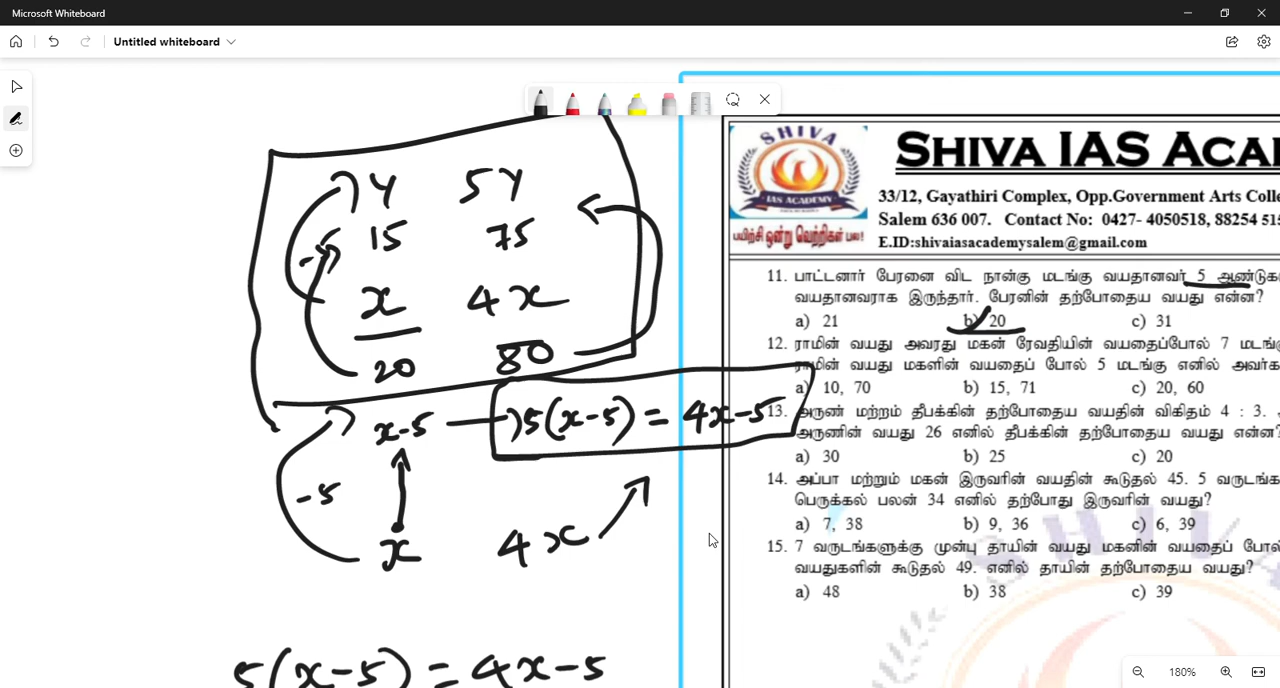 Microsoft Whiteboard
Untitled whiteboard
y 5y
15 75
-5
x 4x
20 80
x-5 → 5(x-5) = 4x-5
-5
x 4x
5(x-5) = 4x-5
SHIVA
IAS ACADEMY
பயிற்சி ஒன்று வெற்றிகள் பல!
SHIVA IAS ACA
33/12, Gayathiri Complex, Opp.Government Arts Colle
Salem 636 007. Contact No: 0427- 4050518, 88254 515
E.ID:shivaiasacademysalem@gmail.com
11. பாட்டனார் பேரனை விட நான்கு மடங்கு வயதானவர் 5 ஆண்டுக
வயதானவராக இருந்தார். பேரனின் தற்போதைய வயது என்ன?
a) 21 b) 20 c) 31
12. ராமின் வயது அவரது மகன் ரேவதியின் வயதைப்போல் 7 மடங்
ராமின் வயது மகளின் வயதைப் போல் 5 மடங்கு எனில் அவர்க
a) 10, 70 b) 15, 71 c) 20, 60
13. அருண் மற்றும் தீபக்கின் தற்போதைய வயதின் விகிதம் 4 : 3.
அருணின் வயது 26 எனில் தீபக்கின் தற்போதைய வயது என்ன?
a) 30 b) 25 c) 20
14. அப்பா மற்றும் மகன் இருவரின் வயதின் கூடுதல் 45. 5 வருடங்க
பெருக்கல் பலன் 34 எனில் தற்போது இருவரின் வயது?
a) 7, 38 b) 9, 36 c) 6, 39
15. 7 வருடங்களுக்கு முன்பு தாயின் வயது மகனின் வயதைப் போல
வயதுகளின் கூடுதல் 49. எனில் தாயின் தற்போதைய வயது?
a) 48 b) 38 c) 39
180%